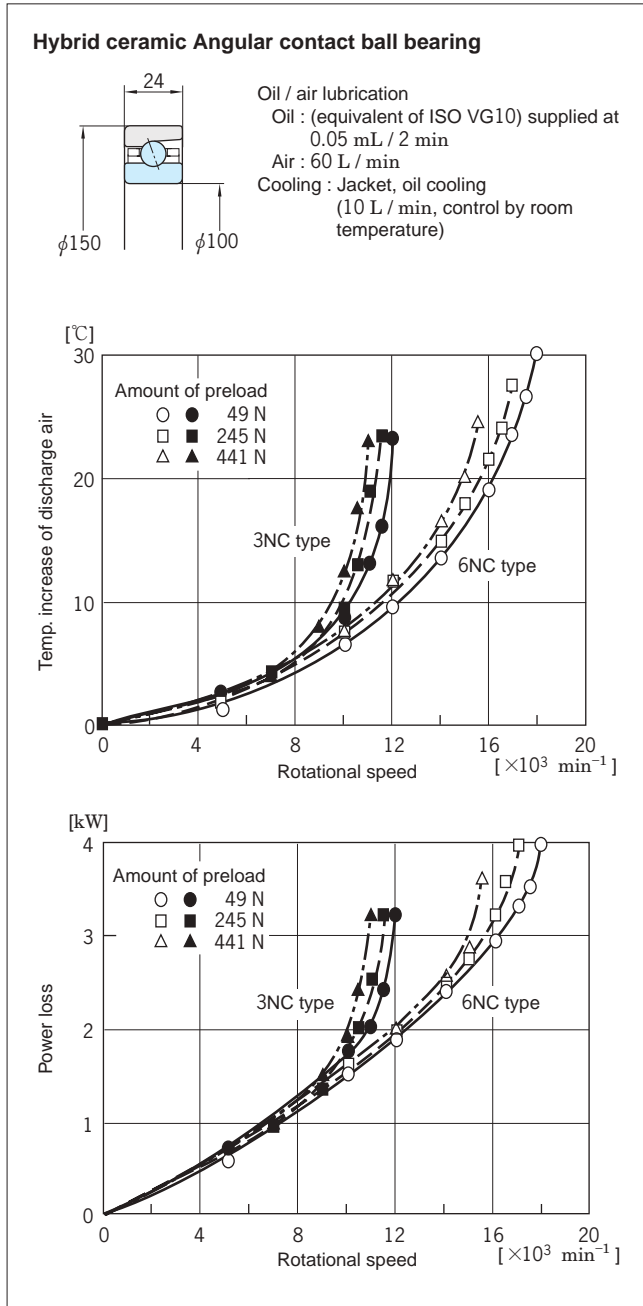 Hybrid ceramic Angular contact ball bearing
24
ϕ150
ϕ100
Oil / air lubrication
Oil : (equivalent of ISO VG10) supplied at
0.05 mL / 2 min
Air : 60 L / min
Cooling : Jacket, oil cooling
(10 L / min, control by room
temperature)
[℃]
30
20
10
0
Temp. increase of discharge air
Amount of preload
○ ● 49 N
□ ■ 245 N
△ ▲ 441 N
3NC type
6NC type
0 4 8 12 16 20
Rotational speed [×10³ min⁻¹]
[kW]
4
3
2
1
0
Power loss
Amount of preload
○ ● 49 N
□ ■ 245 N
△ ▲ 441 N
3NC type
6NC type
4 8 12 16 20
Rotational speed [×10³ min⁻¹]